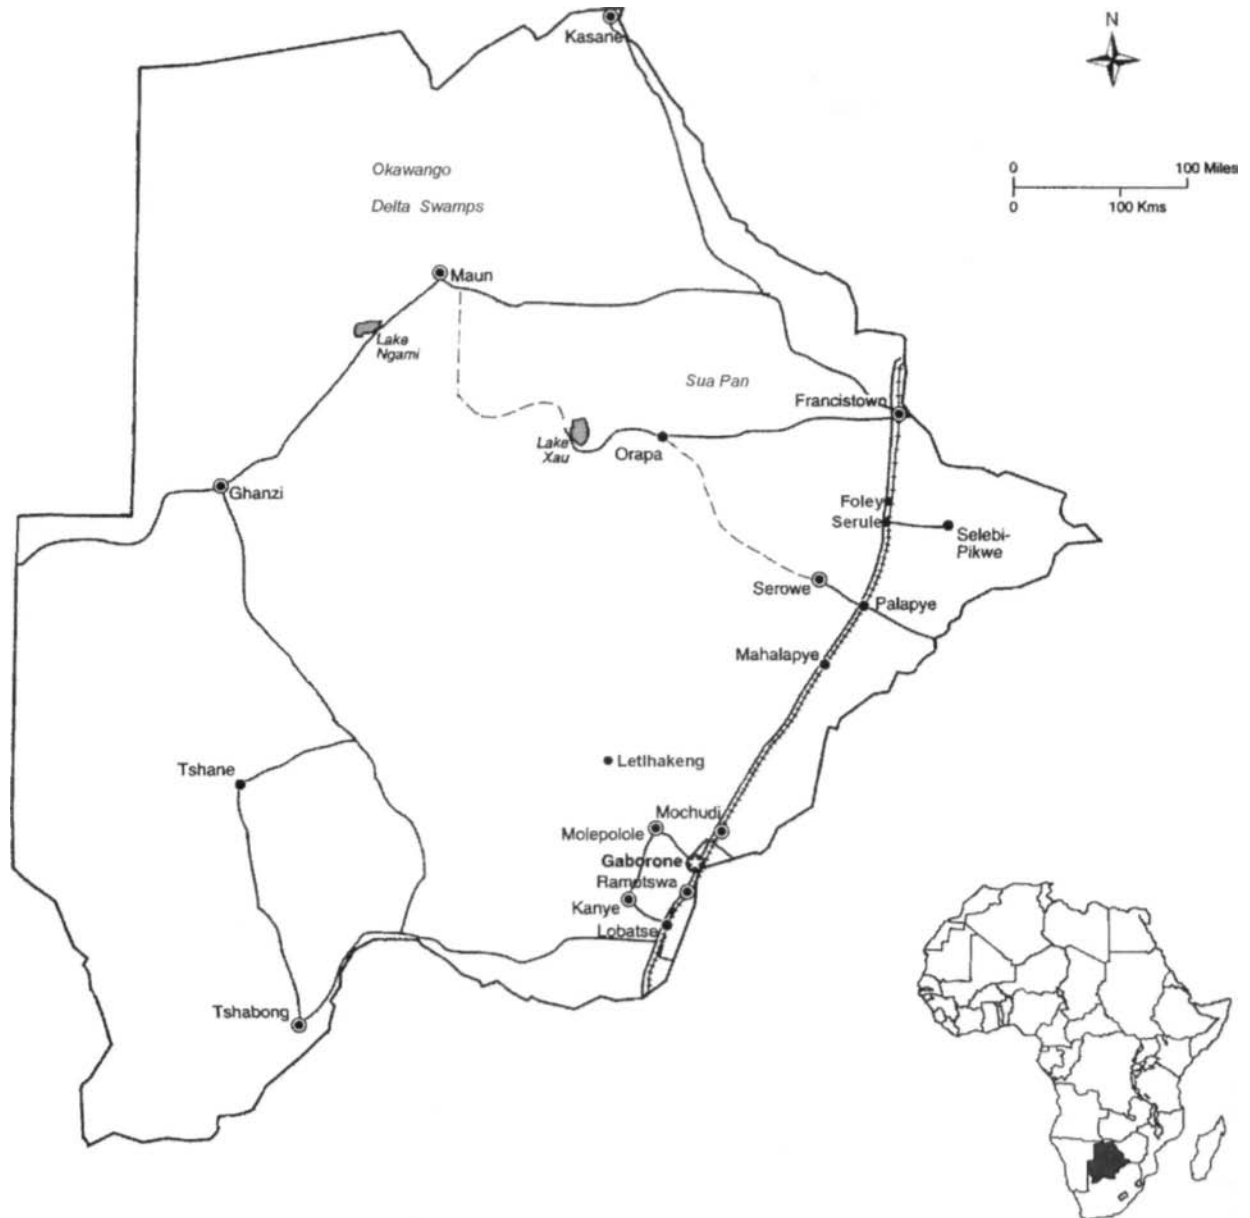 N
Kasane
0 100 Miles
0 100 Kms
Okawango
Delta Swamps
Maun
Lake
Ngami
Sua Pan
Francistown
Lake
Xau
Orapa
Ghanzi
Foley
Serule
Selebi-
Pikwe
Serowe
Palapye
Mahalapye
Letlhakeng
Tshane
Mochudi
Molepolole
Gaborone
Ramotswa
Kanye
Lobatse
Tshabong